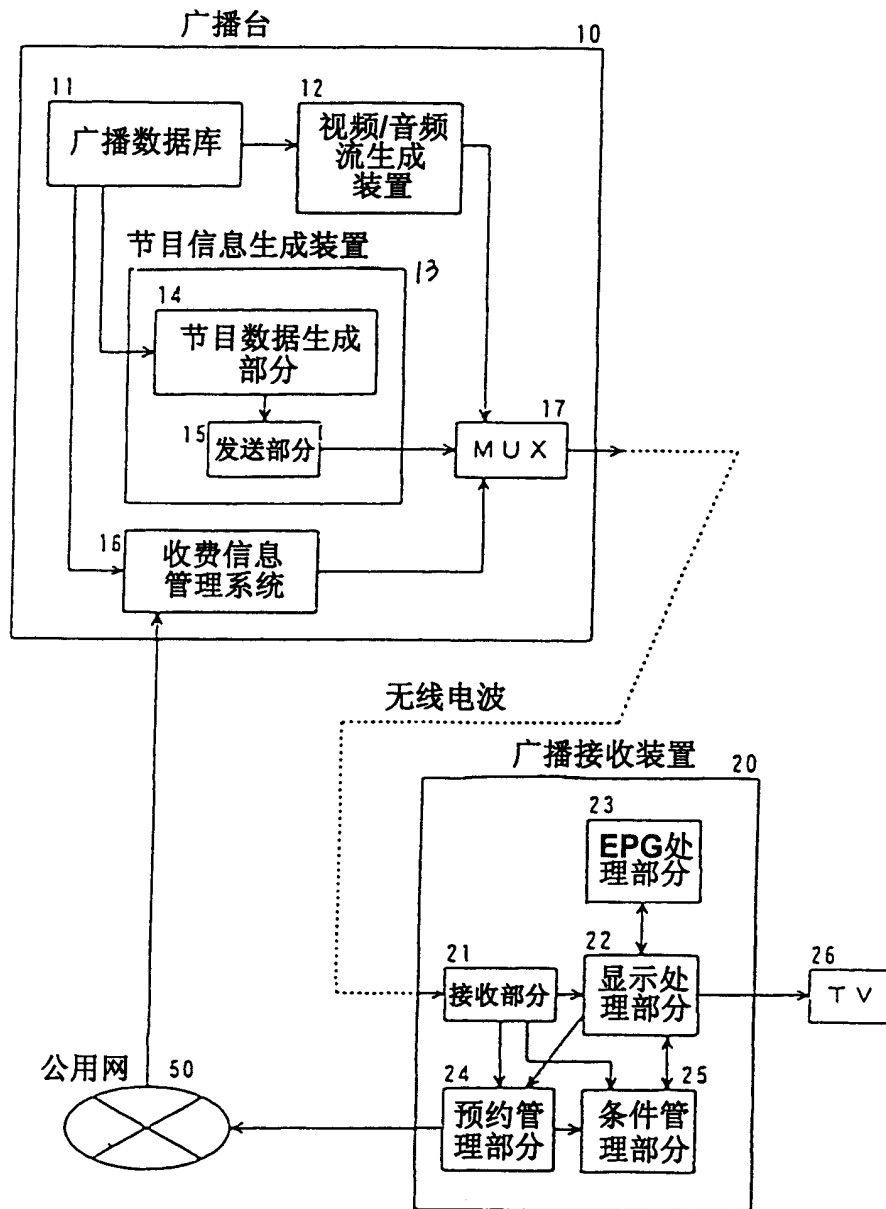 广播台
10
11
广播数据库
12
视频/音频
流生成
装置
节目信息生成装置
13
14
节目数据生成
部分
15
发送部分
17
MUX
16
收费信息
管理系统
无线电波
广播接收装置
20
23
EPG处
理部分
21
接收部分
22
显示处
理部分
26
TV
公用网
50
24
预约管
理部分
25
条件管
理部分